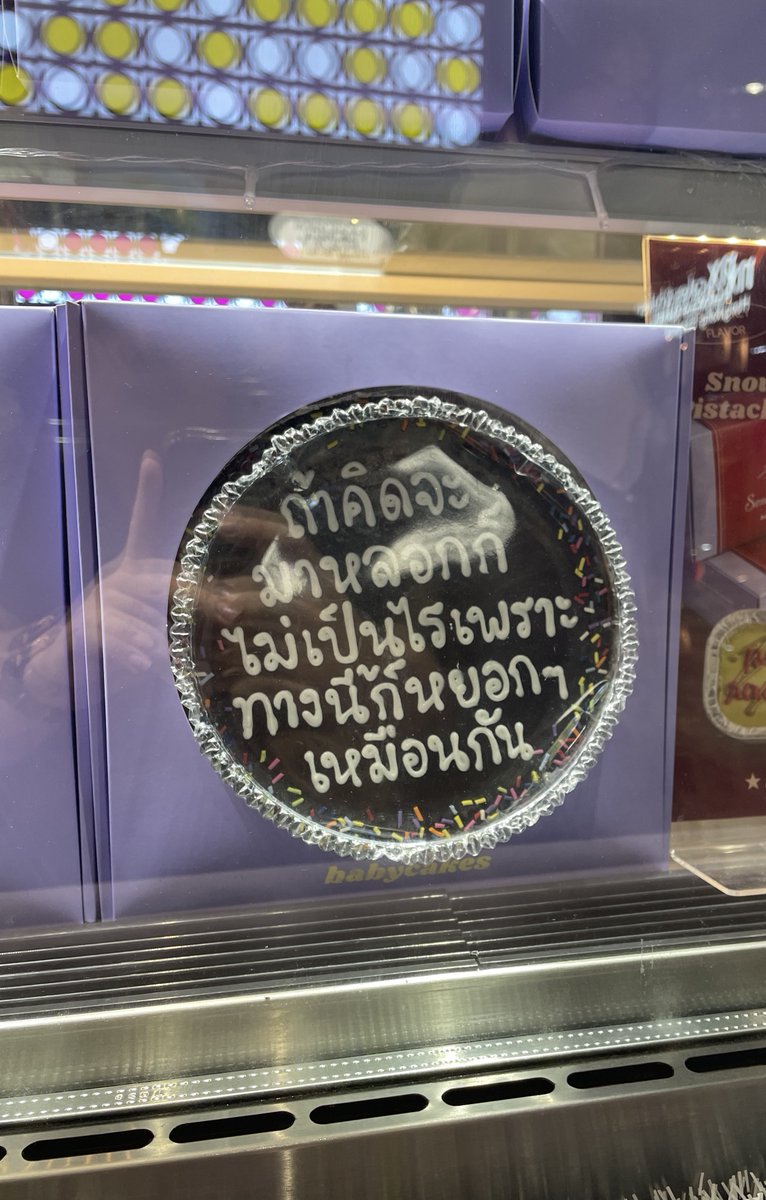 ถ้าคิดจะ
มาหลอกก็
ไม่เป็นไรเพราะ
ทางนี้ก็หยอกๆ
เหมือนกัน
babycakes
FLAVOR